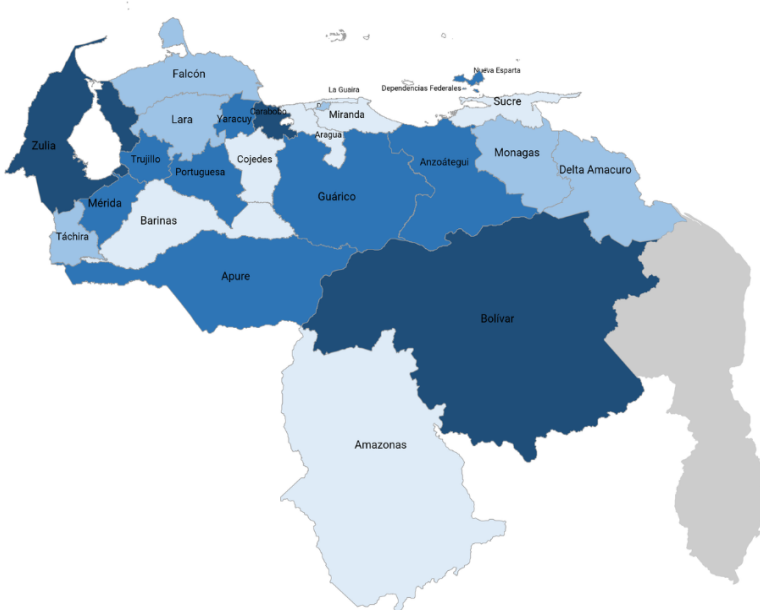 Nueva Esparta
Falcón
La Guaira
Dependencias Federales
Sucre
Carabobo
Miranda
Lara
Yaracuy
Aragua
Zulia
Trujillo
Cojedes
Anzoátegui
Monagas
Portuguesa
Delta Amacuro
Guárico
Mérida
Barinas
Táchira
Apure
Bolívar
Amazonas